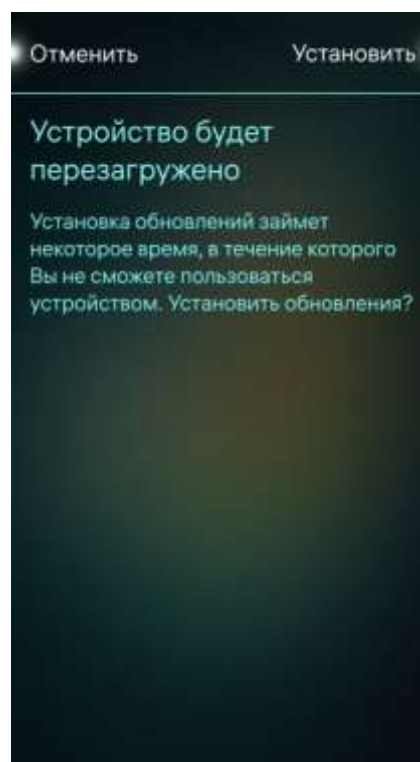 Отменить Установить
Устройство будет
перезагружено
Установка обновлений займет
некоторое время, в течение которого
Вы не сможете пользоваться
устройством. Установить обновления?